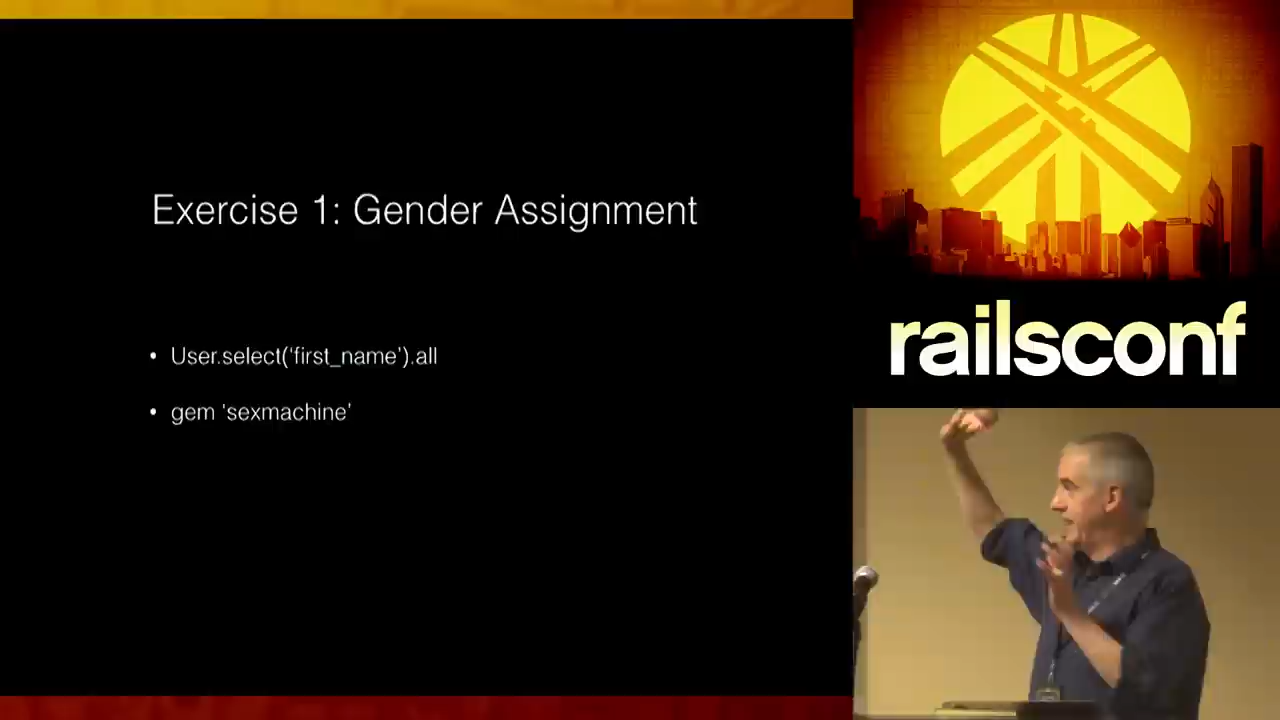 Exercise 1: Gender Assignment
• User.select(‘first_name’).all
• gem ‘sexmachine’
railsconf